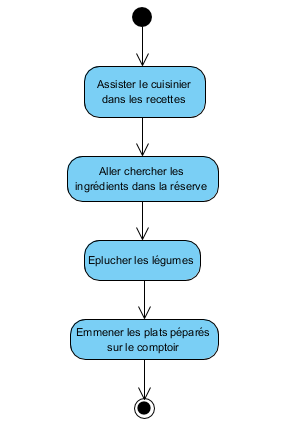 Assister le cuisinier
dans les recettes
Aller chercher les
ingrédients dans la réserve
Eplucher les légumes
Emmener les plats péparés
sur le comptoir